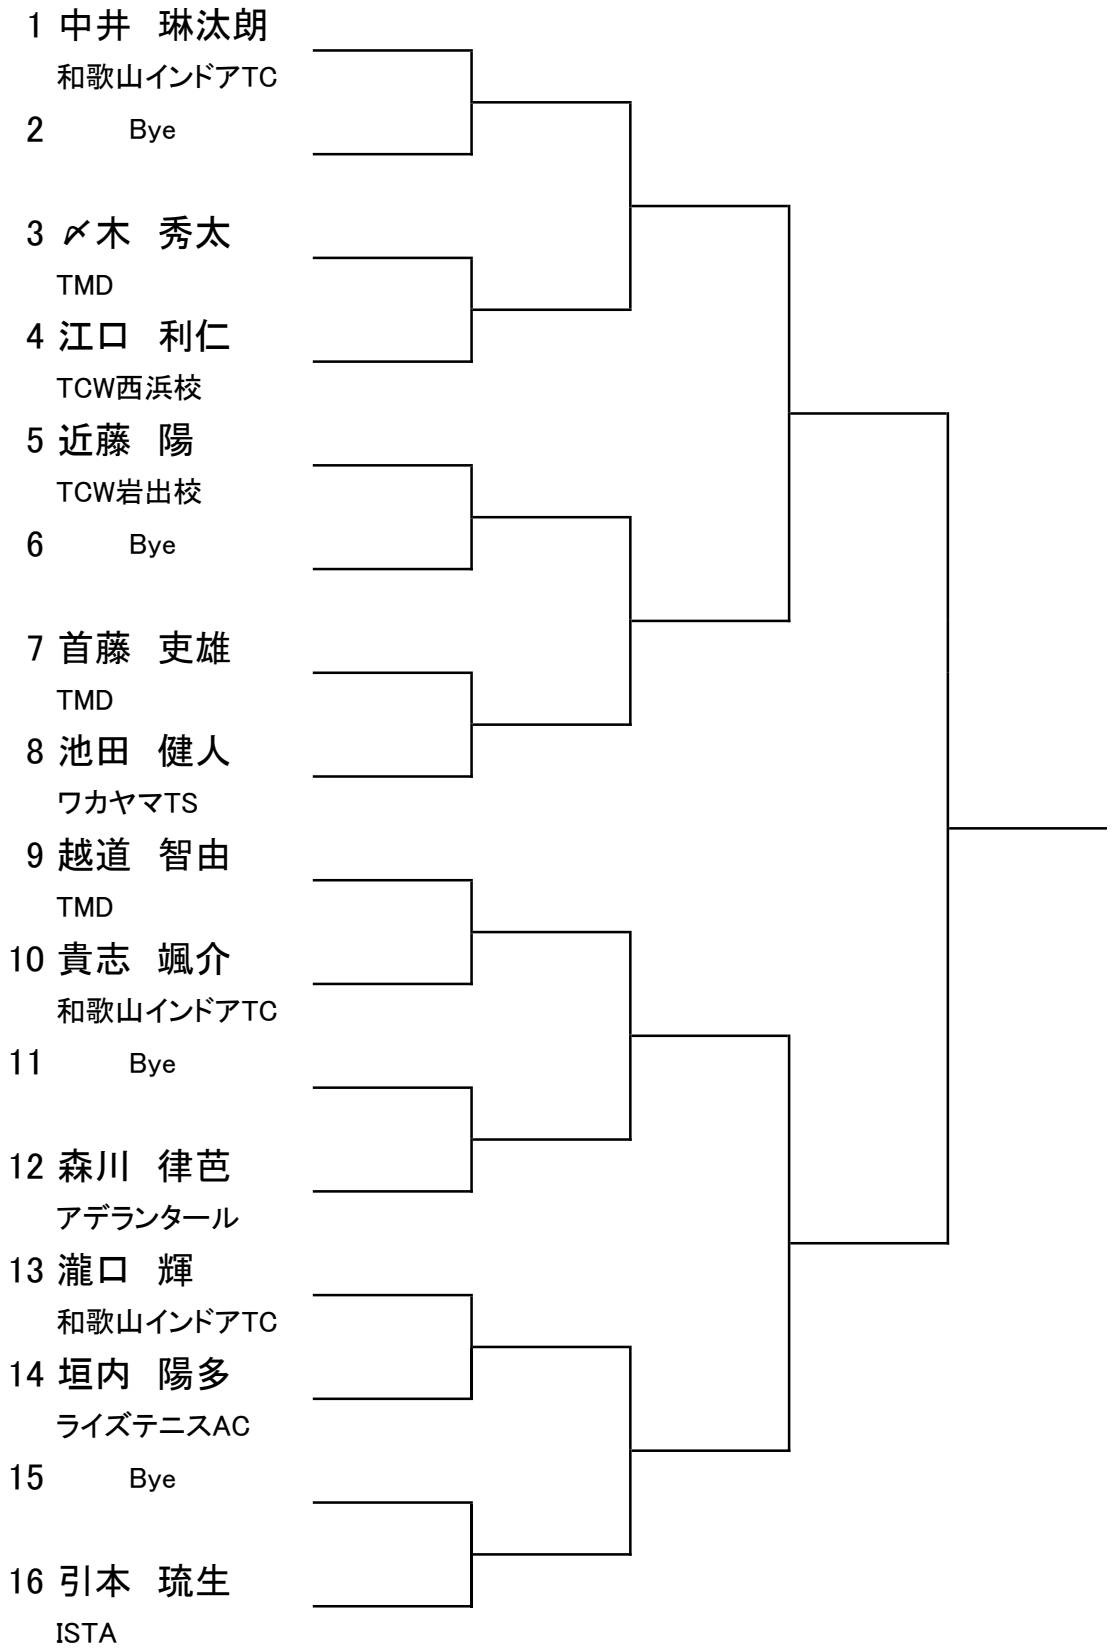 1 中井　琳汰朗
和歌山インドアTC
2 Bye
3 〆木　秀太
TMD
4 江口　利仁
TCW西浜校
5 近藤　陽
TCW岩出校
6 Bye
7 首藤　吏雄
TMD
8 池田　健人
ワカヤマTS
9 越道　智由
TMD
10 貴志　颯介
和歌山インドアTC
11 Bye
12 森川　律芭
アデランタール
13 瀧口　輝
和歌山インドアTC
14 垣内　陽多
ライズテニスAC
15 Bye
16 引本　琉生
ISTA